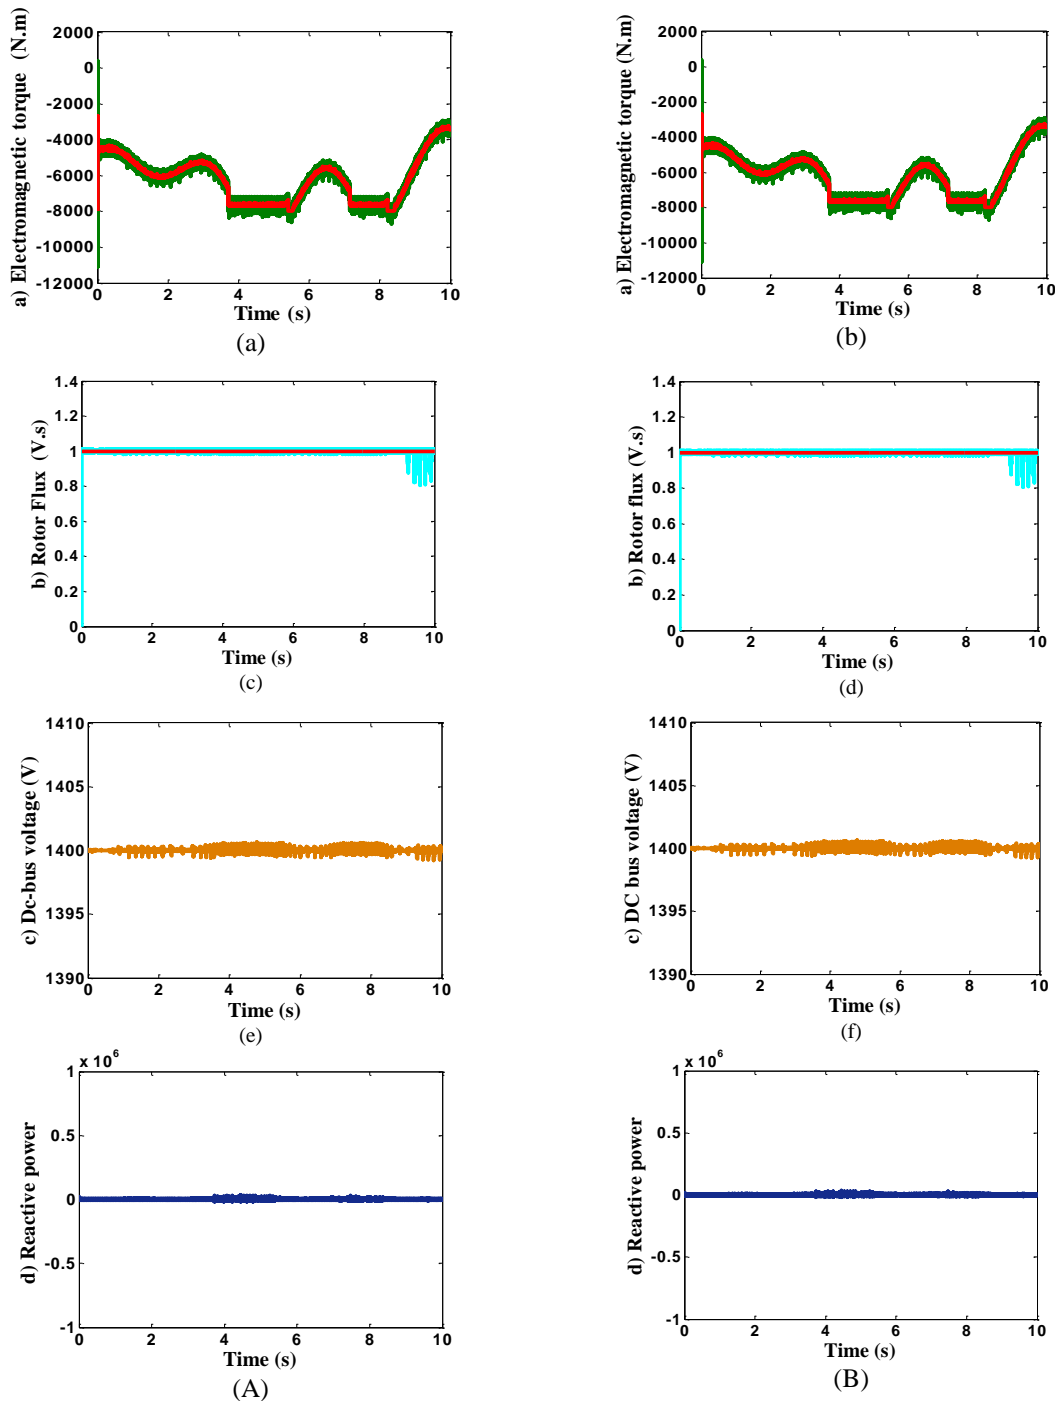 a) Electromagnetic torque (N.m)
2000
0
-2000
-4000
-6000
-8000
-10000
-12000
0 2 4 6 8 10
Time (s)
(a)
a) Electromagnetic torque (N.m)
2000
0
-2000
-4000
-6000
-8000
-10000
-12000
0 2 4 6 8 10
Time (s)
(b)
b) Rotor Flux (V.s)
1.4
1.2
1
0.8
0.6
0.4
0.2
0
0 2 4 6 8 10
Time (s)
(c)
b) Rotor flux (V.s)
1.4
1.2
1
0.8
0.6
0.4
0.2
0
0 2 4 6 8 10
Time (s)
(d)
c) Dc-bus voltage (V)
1410
1405
1400
1395
1390
0 2 4 6 8 10
Time (s)
(e)
c) DC bus voltage (V)
1410
1405
1400
1395
1390
0 2 4 6 8 10
Time (s)
(f)
d) Reactive power
x 10^6
1
0.5
0
-0.5
-1
0 2 4 6 8 10
Time (s)
(A)
d) Reactive power
x 10^6
1
0.5
0
-0.5
-1
0 2 4 6 8 10
Time (s)
(B)